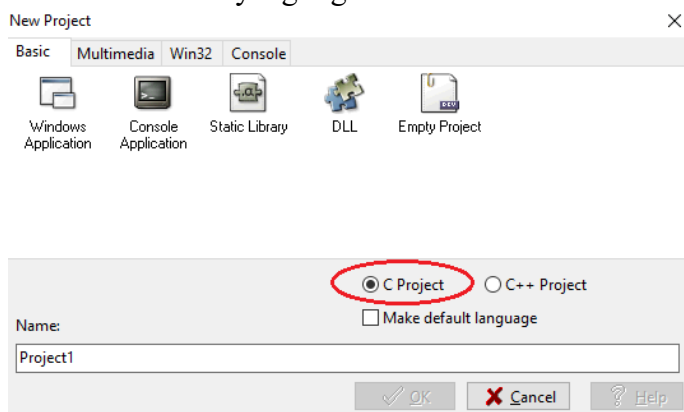 New Project
Basic Multimedia Win32 Console
Windows Application
Console Application
Static Library
DLL
Empty Project
C Project C++ Project
Make default language
Name:
Project1
OK Cancel Help